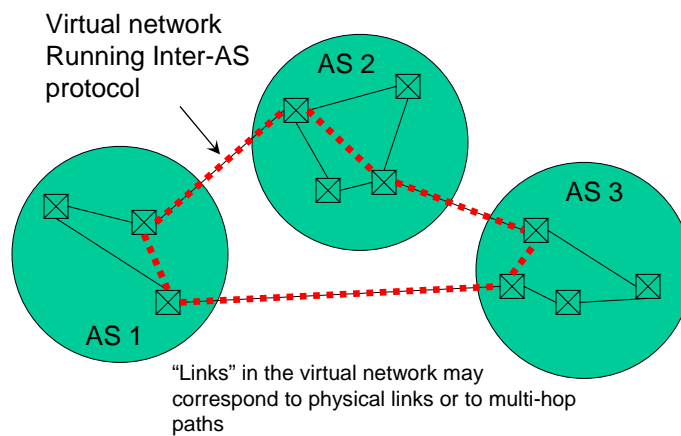 Virtual network
Running Inter-AS
protocol
AS 2
AS 3
AS 1
“Links” in the virtual network may
correspond to physical links or to multi-hop
paths